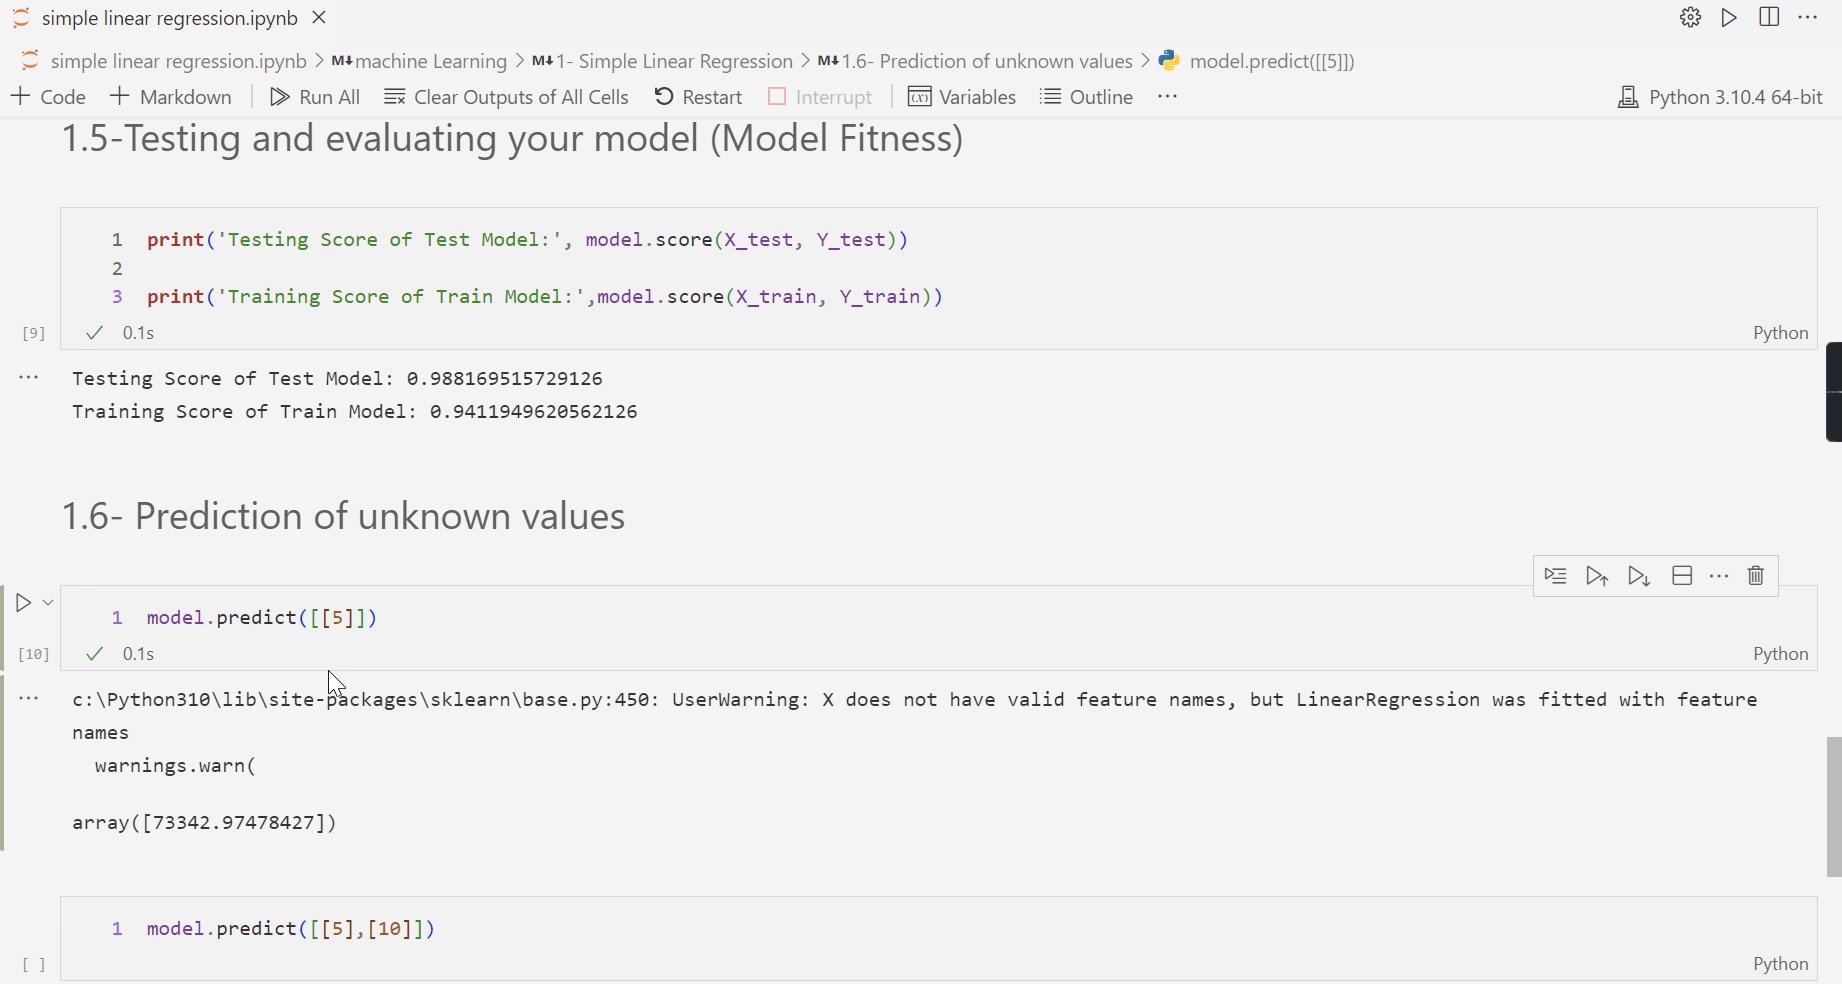 simple linear regression.ipynb
simple linear regression.ipynb > M↓ machine Learning > M↓ 1- Simple Linear Regression > M↓ 1.6- Prediction of unknown values > model.predict([[5]])
+ Code + Markdown Run All Clear Outputs of All Cells Restart Interrupt Variables Outline ... Python 3.10.4 64-bit
1.5-Testing and evaluating your model (Model Fitness)
1 print('Testing Score of Test Model:', model.score(X_test, Y_test))
2
3 print('Training Score of Train Model:',model.score(X_train, Y_train))
[9] 0.1s Python
... Testing Score of Test Model: 0.988169515729126
Training Score of Train Model: 0.9411949620562126
1.6- Prediction of unknown values
1 model.predict([[5]])
[10] 0.1s Python
... c:\Python310\lib\site-packages\sklearn\base.py:450: UserWarning: X does not have valid feature names, but LinearRegression was fitted with feature
names
warnings.warn(
array([73342.97478427])
1 model.predict([[5],[10]])
[ ] Python